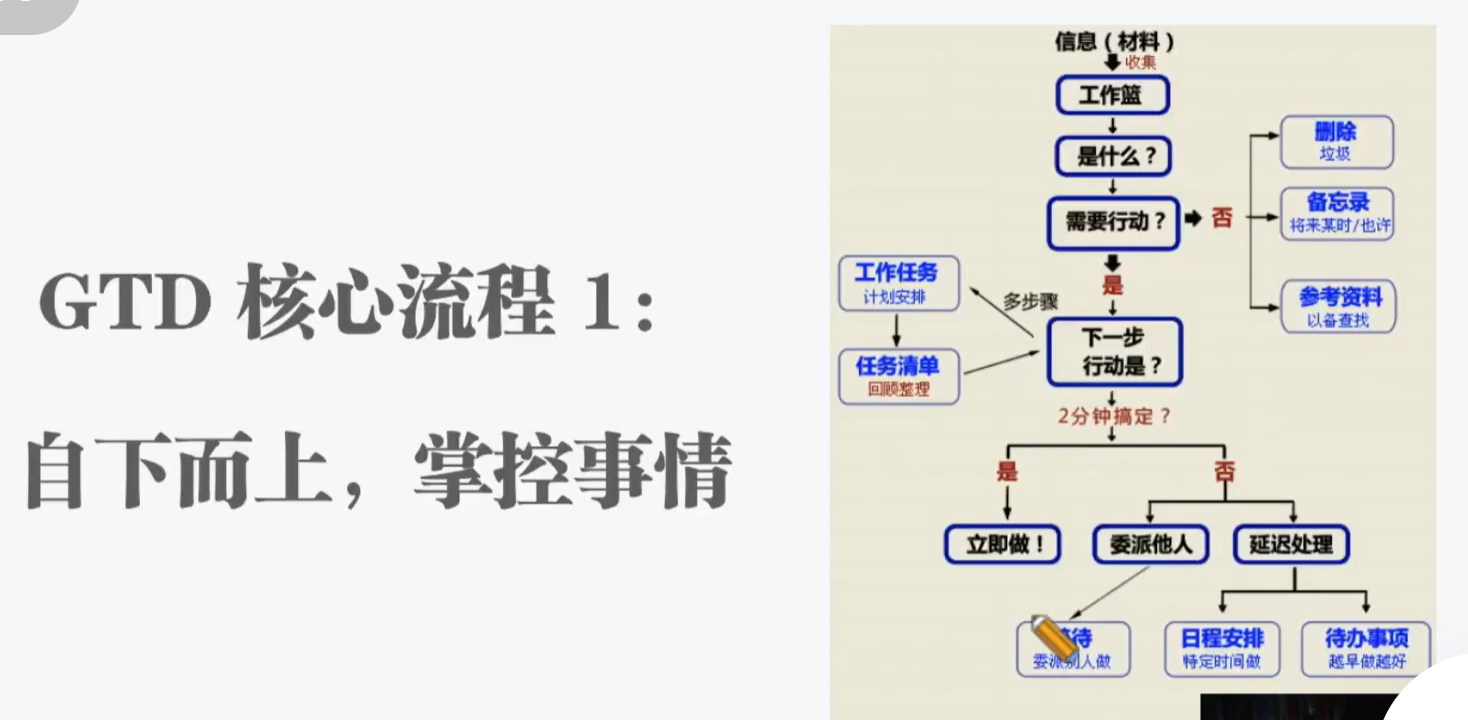 GTD 核心流程 1：
自下而上，掌控事情
信息（材料）
收集
工作篮
是什么？
需要行动？
否
删除
垃圾
备忘录
将来某时/也许
参考资料
以备查找
是
工作任务
计划安排
多步骤
任务清单
回顾整理
下一步
行动是？
2分钟搞定？
是
否
立即做！
委派他人
延迟处理
待
委派别人做
日程安排
特定时间做
待办事项
越早做越好